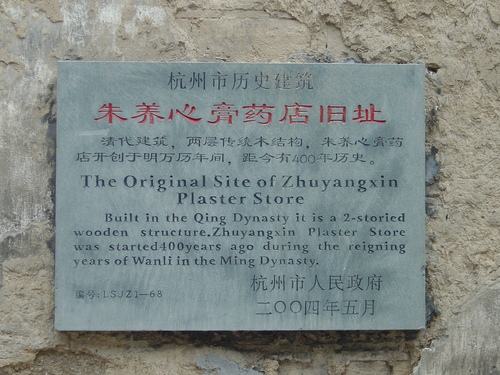 杭州市历史建筑
朱养心膏药店旧址
清代建筑，两层传统木结构，朱养心膏药
店开创于明万历年间，距今有400年历史。
The Original Site of Zhuyangxin
Plaster Store
Built in the Qing Dynasty it is a 2-storied
wooden structure.Zhuyangxin Plaster Store
was started400years ago during the reigning
years of Wanli in the Ming Dynasty.
杭州市人民政府
编号:LSJZ1—68
二〇〇四年五月